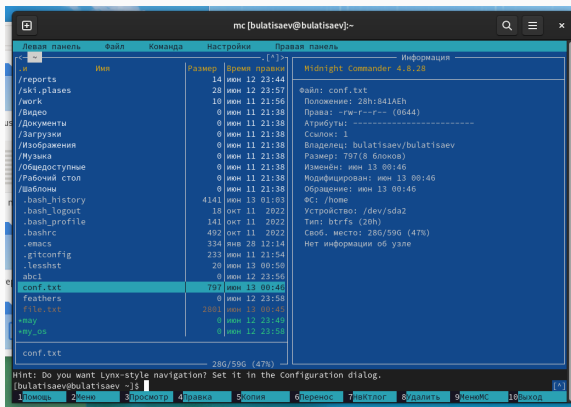 mc [bulatisaev@bulatisaev]:~
Левая панель Файл Команда Настройки Правая панель
<- ~ .[^]>
.и Имя Размер Время правки
/reports 14 июн 12 23:44
/ski.plases 28 июн 12 23:57
/work 10 июн 11 21:56
/Видео 0 июн 11 21:38
/Документы 0 июн 11 21:38
/Загрузки 0 июн 11 21:38
/Изображения 0 июн 11 21:38
/Музыка 0 июн 11 21:38
/Общедоступные 0 июн 11 21:38
/Рабочий стол 0 июн 11 21:38
/Шаблоны 0 июн 11 21:38
.bash_history 4141 июн 13 01:03
.bash_logout 18 окт 11 2022
.bash_profile 141 окт 11 2022
.bashrc 492 окт 11 2022
.emacs 334 янв 28 12:14
.gitconfig 233 июн 11 21:54
.lesshst 20 июн 13 00:50
abc1 0 июн 12 23:56
conf.txt 797 июн 13 00:46
feathers 0 июн 12 23:58
file.txt 2801 июн 13 00:45
*may 0 июн 12 23:49
*my_os 0 июн 12 23:58
conf.txt
28G/59G (47%)
Информация
Midnight Commander 4.8.28
Файл: conf.txt
Положение: 28h:841AEh
Права: -rw-r--r-- (0644)
Атрибуты: ------------------------
Ссылок: 1
Владелец: bulatisaev/bulatisaev
Размер: 797(8 блоков)
Изменён: июн 13 00:46
Модифицирован: июн 13 00:46
Обращение: июн 13 00:46
ФС: /home
Устройство: /dev/sda2
Тип: btrfs (20h)
Своб. место: 28G/59G (47%)
Нет информации об узле
Hint: Do you want Lynx-style navigation? Set it in the Configuration dialog.
[bulatisaev@bulatisaev ~]$ [^]
1Помощь 2Меню 3Просмотр 4Правка 5Копия 6Перенос 7НвКтлог 8Удалить 9МенюMC 10Выход